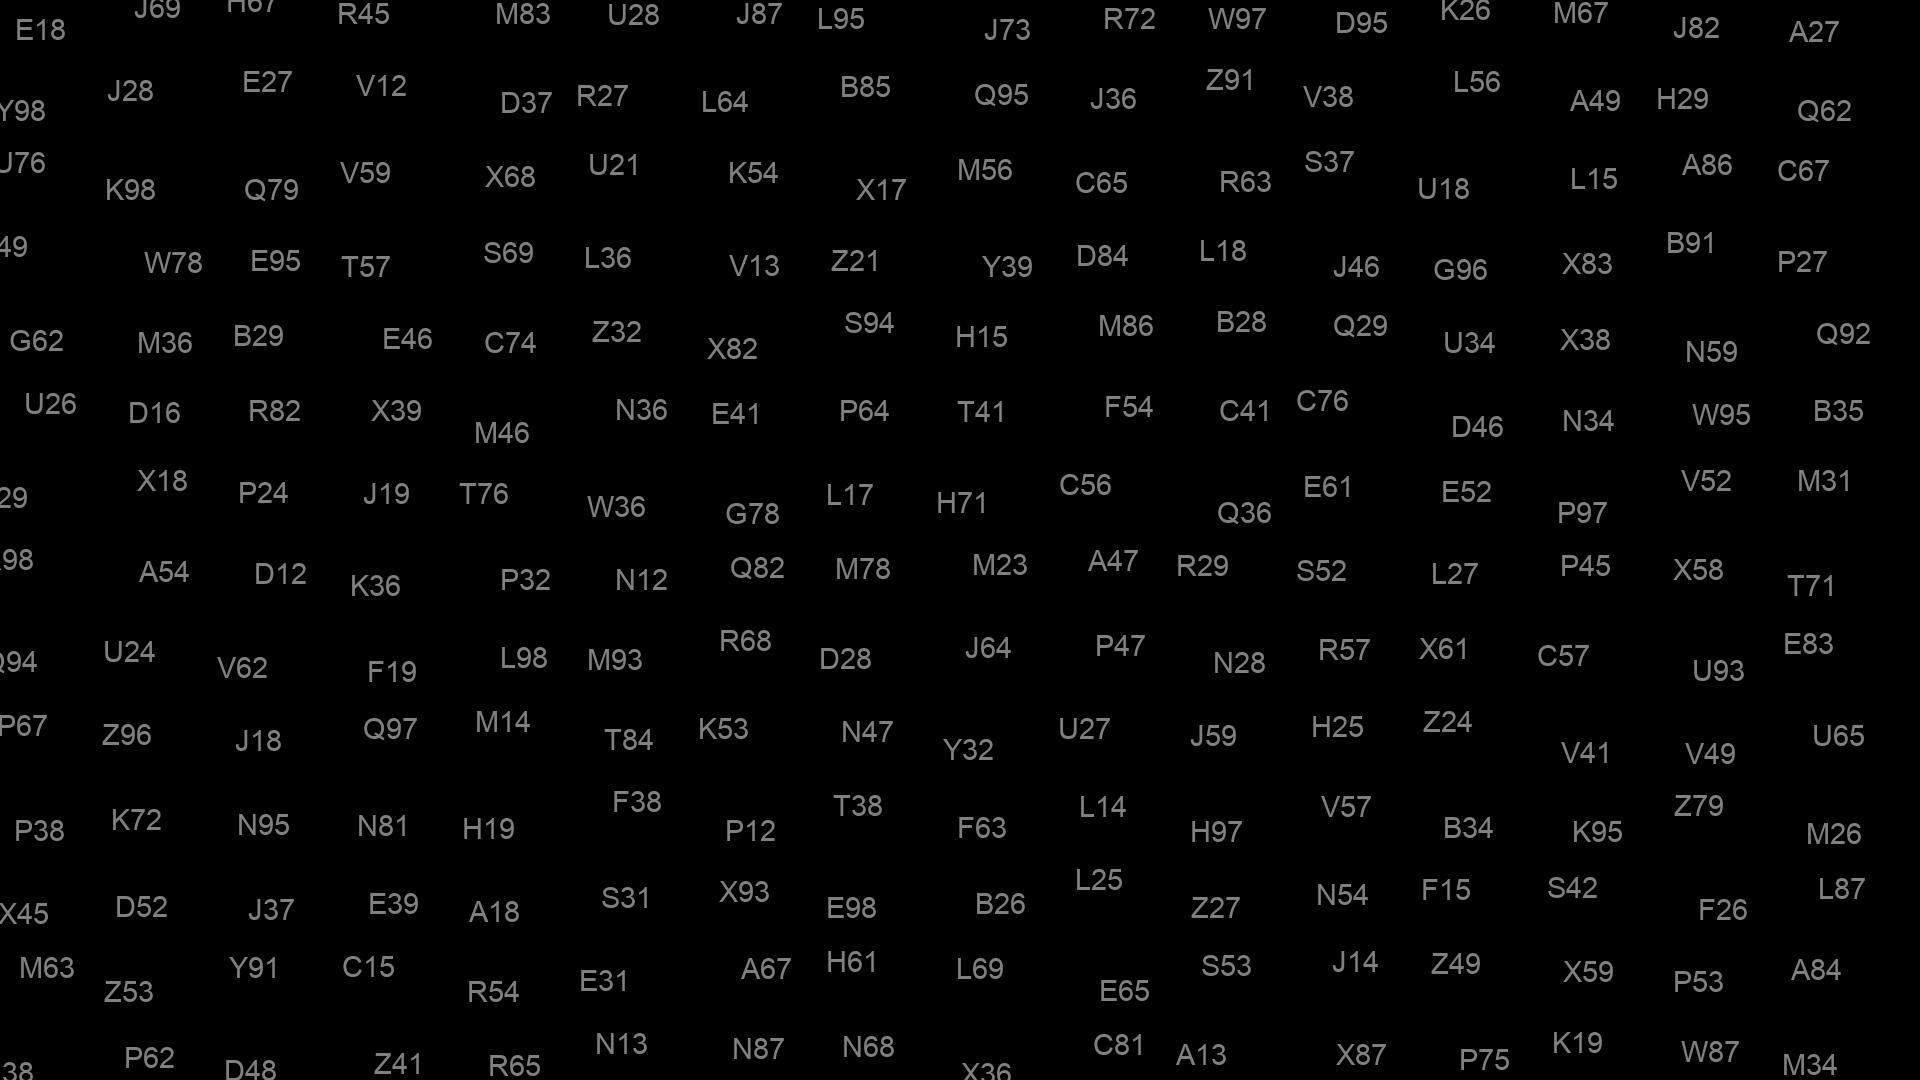 E18 J69 H67 R45 M83 U28 J87 L95 J73 R72 W97 D95 K26 M67 J82 A27
Y98 J28 E27 V12 D37 R27 L64 B85 Q95 J36 Z91 V38 L56 A49 H29 Q62
U76 K98 Q79 V59 X68 U21 K54 X17 M56 C65 R63 S37 U18 L15 A86 C67
49 W78 E95 T57 S69 L36 V13 Z21 Y39 D84 L18 J46 G96 X83 B91 P27
G62 M36 B29 E46 C74 Z32 X82 S94 H15 M86 B28 Q29 U34 X38 N59 Q92
U26 D16 R82 X39 M46 N36 E41 P64 T41 F54 C41 C76 D46 N34 W95 B35
29 X18 P24 J19 T76 W36 G78 L17 H71 C56 Q36 E61 E52 P97 V52 M31
98 A54 D12 K36 P32 N12 Q82 M78 M23 A47 R29 S52 L27 P45 X58 T71
Q94 U24 V62 F19 L98 M93 R68 D28 J64 P47 N28 R57 X61 C57 U93 E83
P67 Z96 J18 Q97 M14 T84 K53 N47 Y32 U27 J59 H25 Z24 V41 V49 U65
P38 K72 N95 N81 H19 F38 P12 T38 F63 L14 H97 V57 B34 K95 Z79 M26
X45 D52 J37 E39 A18 S31 X93 E98 B26 L25 Z27 N54 F15 S42 F26 L87
M63 Z53 Y91 C15 R54 E31 A67 H61 L69 E65 S53 J14 Z49 X59 P53 A84
38 P62 D48 Z41 R65 N13 N87 N68 X36 C81 A13 X87 P75 K19 W87 M34